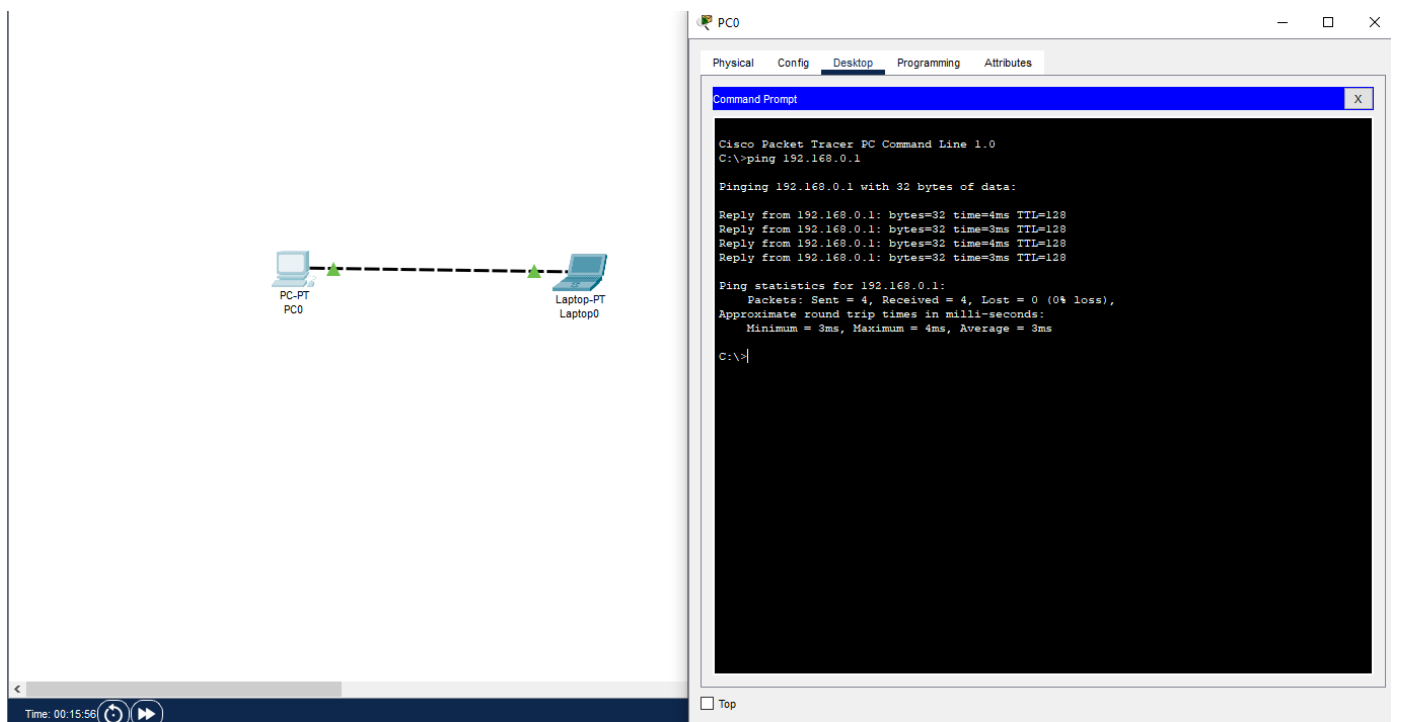 PC-PT
PC0
Laptop-PT
Laptop0
Time: 00:15:56
PC0
Physical Config Desktop Programming Attributes
Command Prompt X
Cisco Packet Tracer PC Command Line 1.0
C:\>ping 192.168.0.1
Pinging 192.168.0.1 with 32 bytes of data:
Reply from 192.168.0.1: bytes=32 time=4ms TTL=128
Reply from 192.168.0.1: bytes=32 time=3ms TTL=128
Reply from 192.168.0.1: bytes=32 time=4ms TTL=128
Reply from 192.168.0.1: bytes=32 time=3ms TTL=128
Ping statistics for 192.168.0.1:
Packets: Sent = 4, Received = 4, Lost = 0 (0% loss),
Approximate round trip times in milli-seconds:
Minimum = 3ms, Maximum = 4ms, Average = 3ms
C:\>
Top